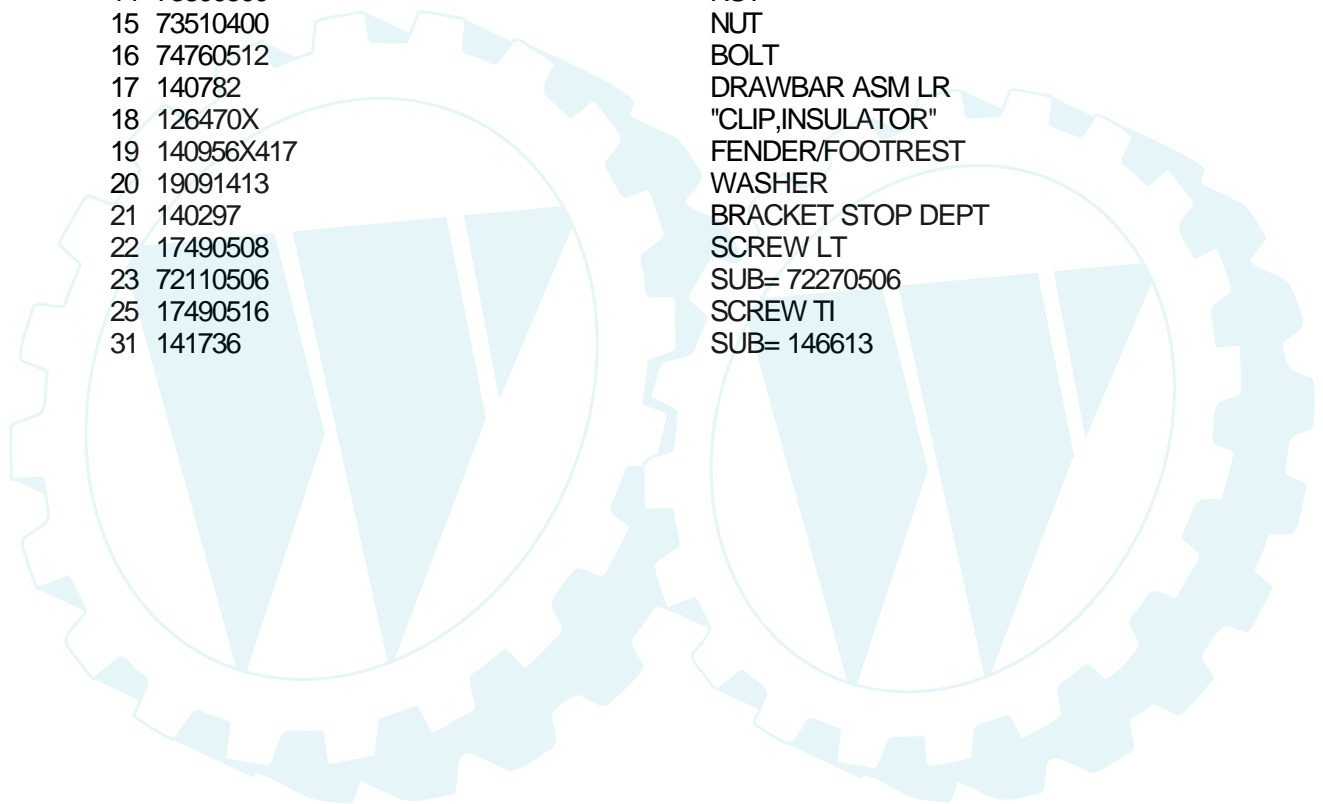 15 73510400 NUT
16 74760512 BOLT
17 140782 DRAWBAR ASM LR
18 126470X "CLIP,INSULATOR"
19 140956X417 FENDER/FOOTREST
20 19091413 WASHER
21 140297 BRACKET STOP DEPT
22 17490508 SCREW LT
23 72110506 SUB= 72270506
25 17490516 SCREW TI
31 141736 SUB= 146613